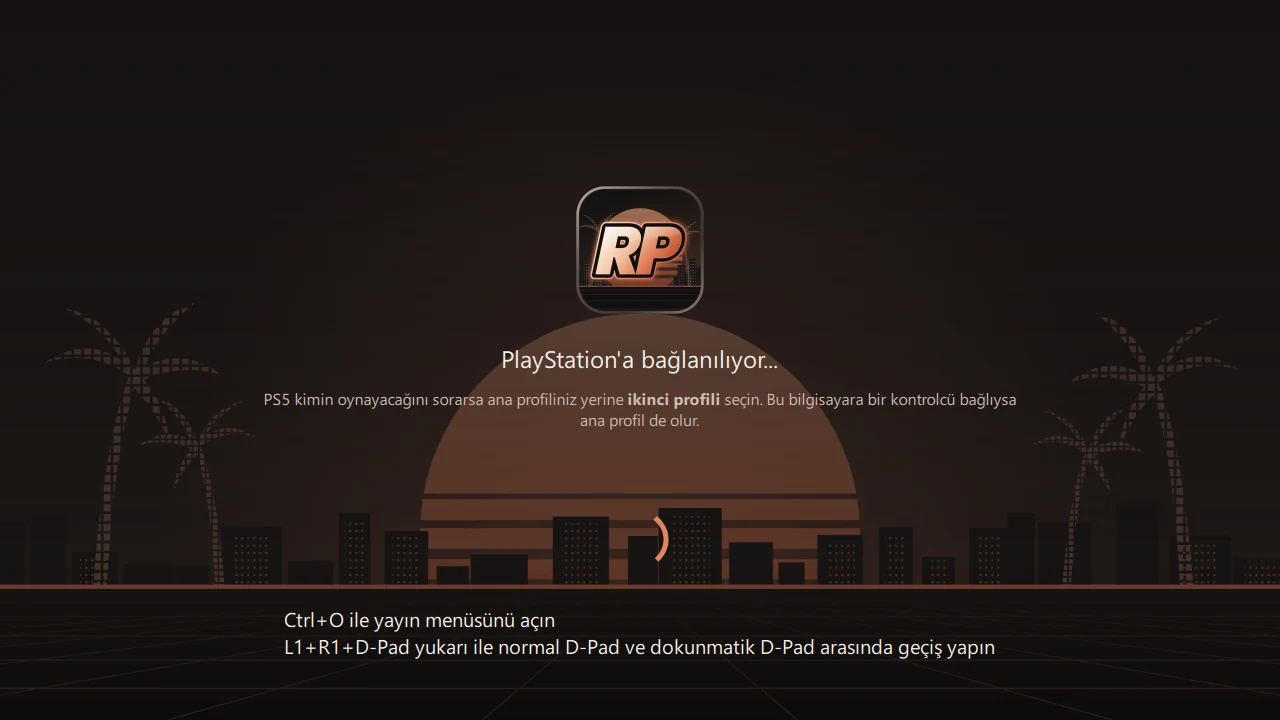 RP
PlayStation'a bağlanılıyor...
PS5 kimin oynayacağını sorarsa ana profiliniz yerine ikinci profili seçin. Bu bilgisayara bir kontrolcü bağlıysa
ana profil de olur.
Ctrl+O ile yayın menüsünü açın
L1+R1+D-Pad yukarı ile normal D-Pad ve dokunmatik D-Pad arasında geçiş yapın